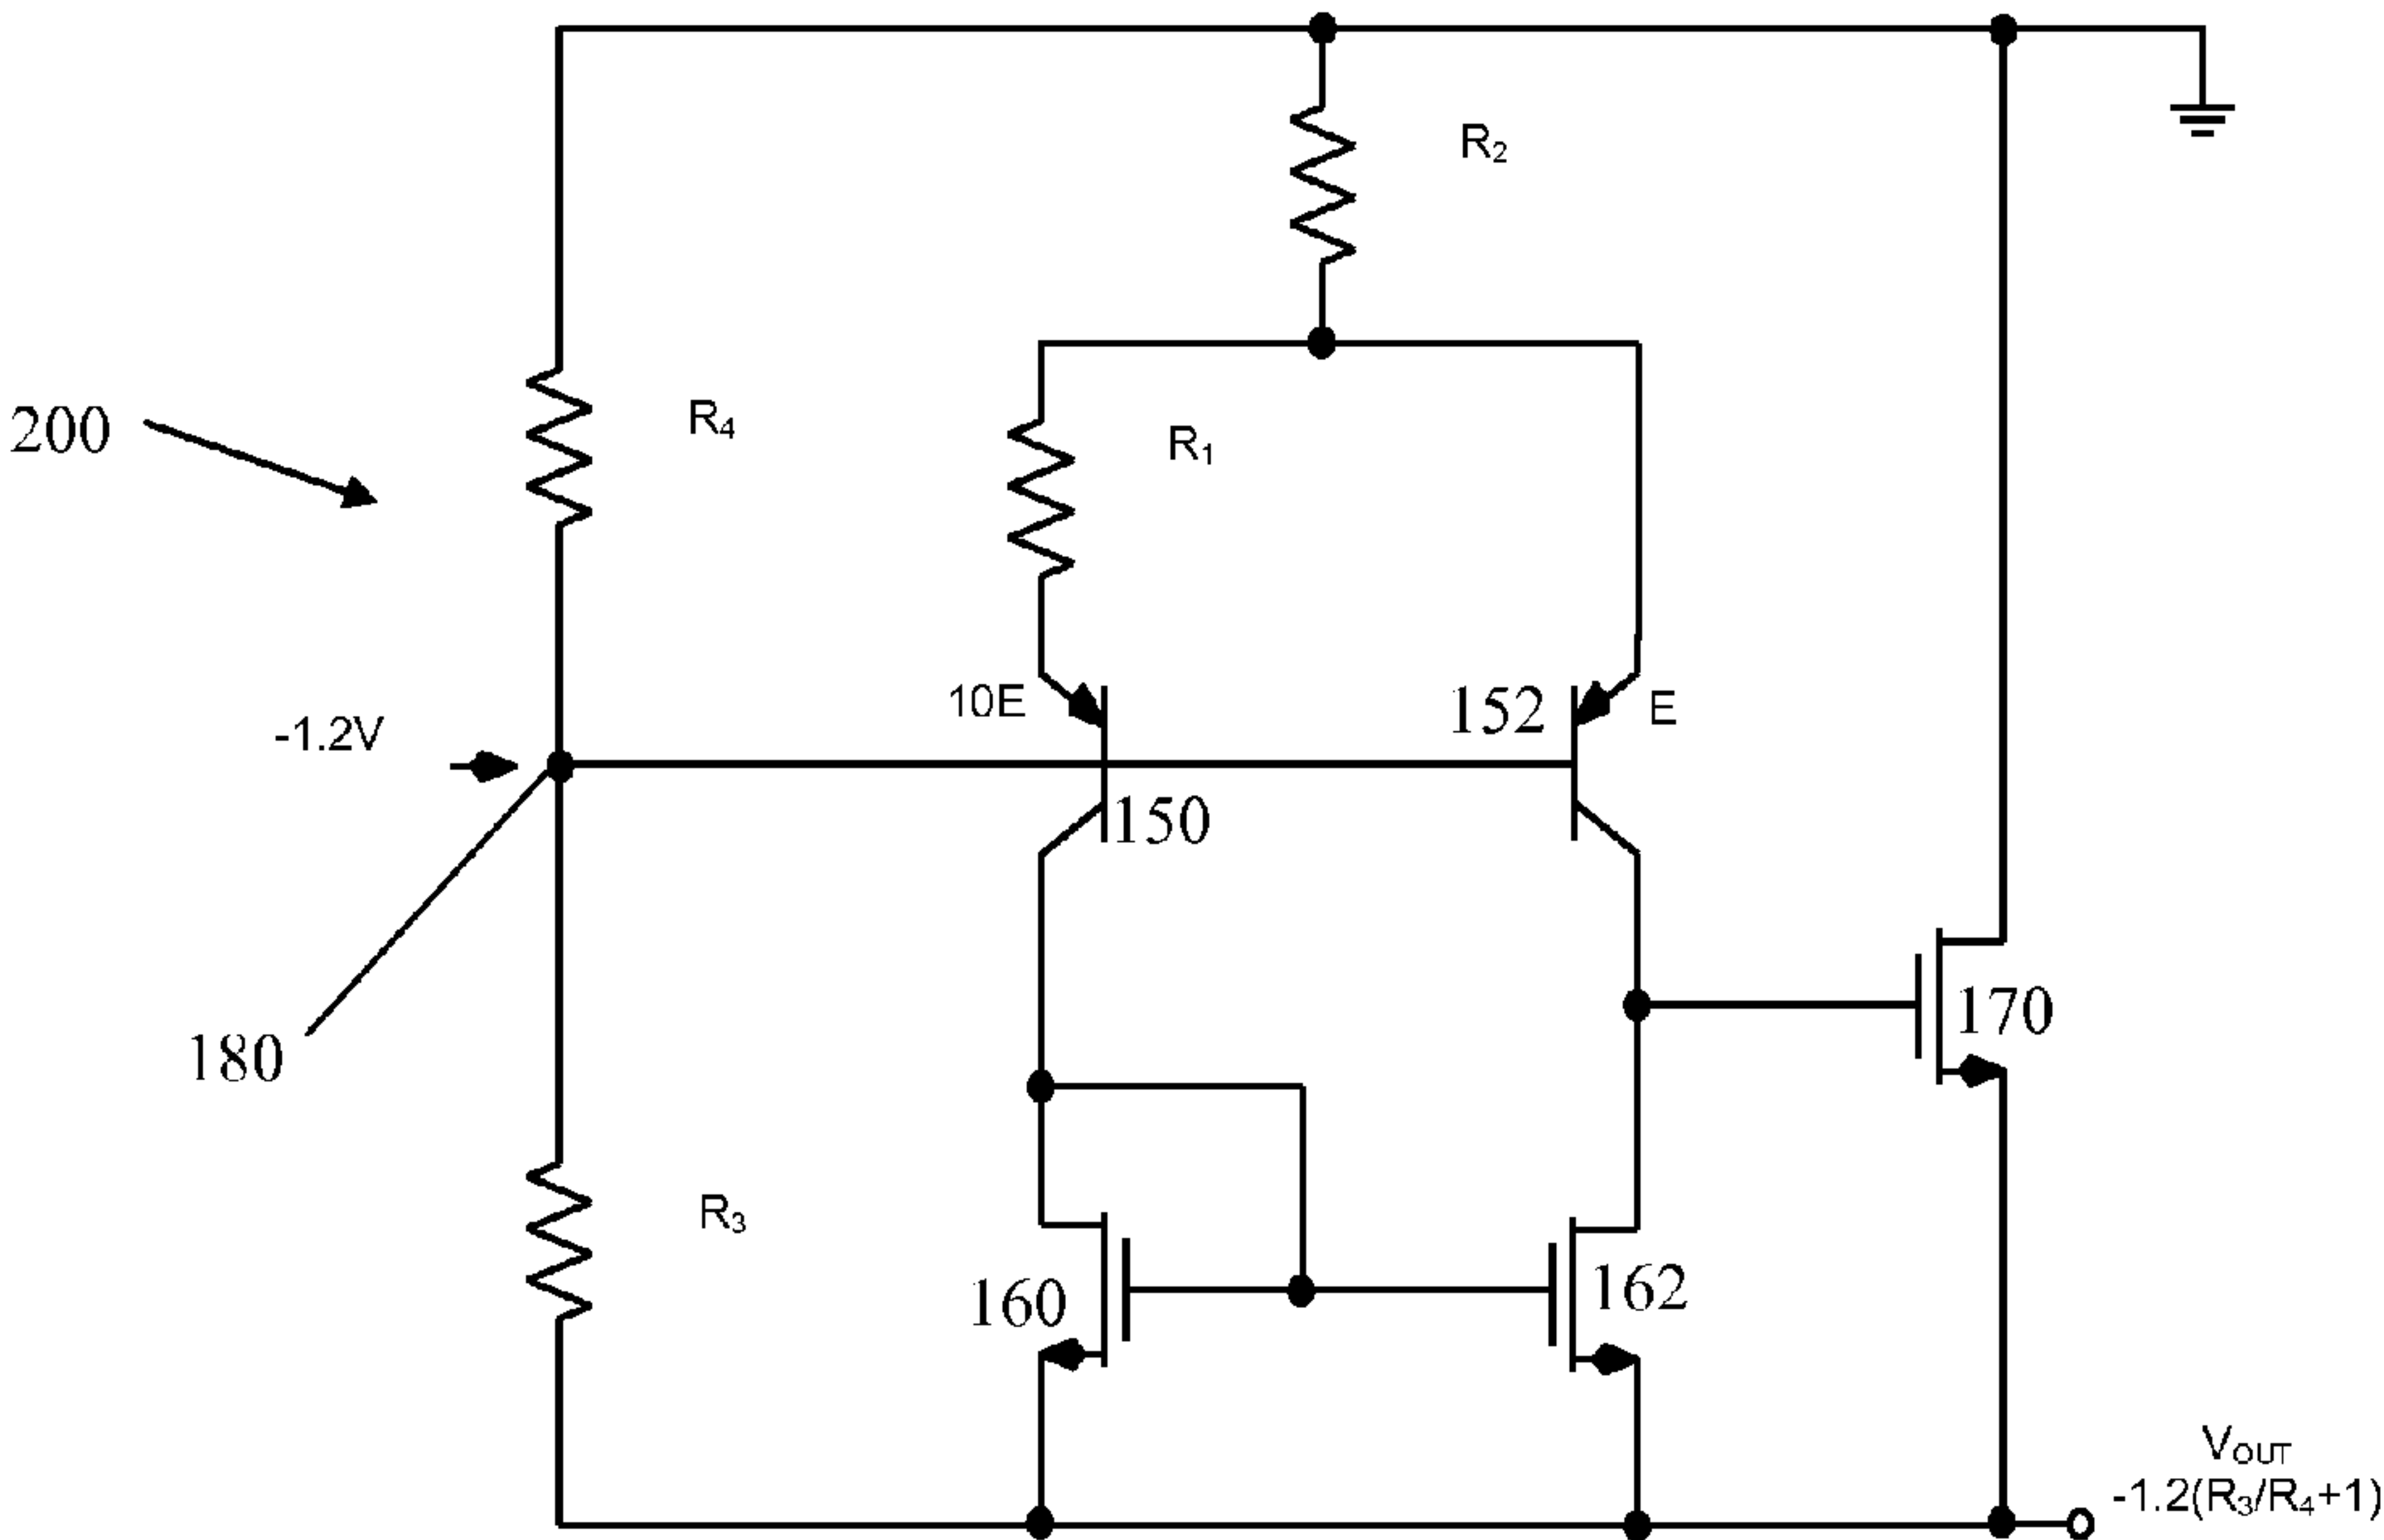 R₂
R₄
R₁
200
10E
152
E
-1.2V
150
170
180
R₃
160
162
VOUT
-1.2(R₃/R₄+1)